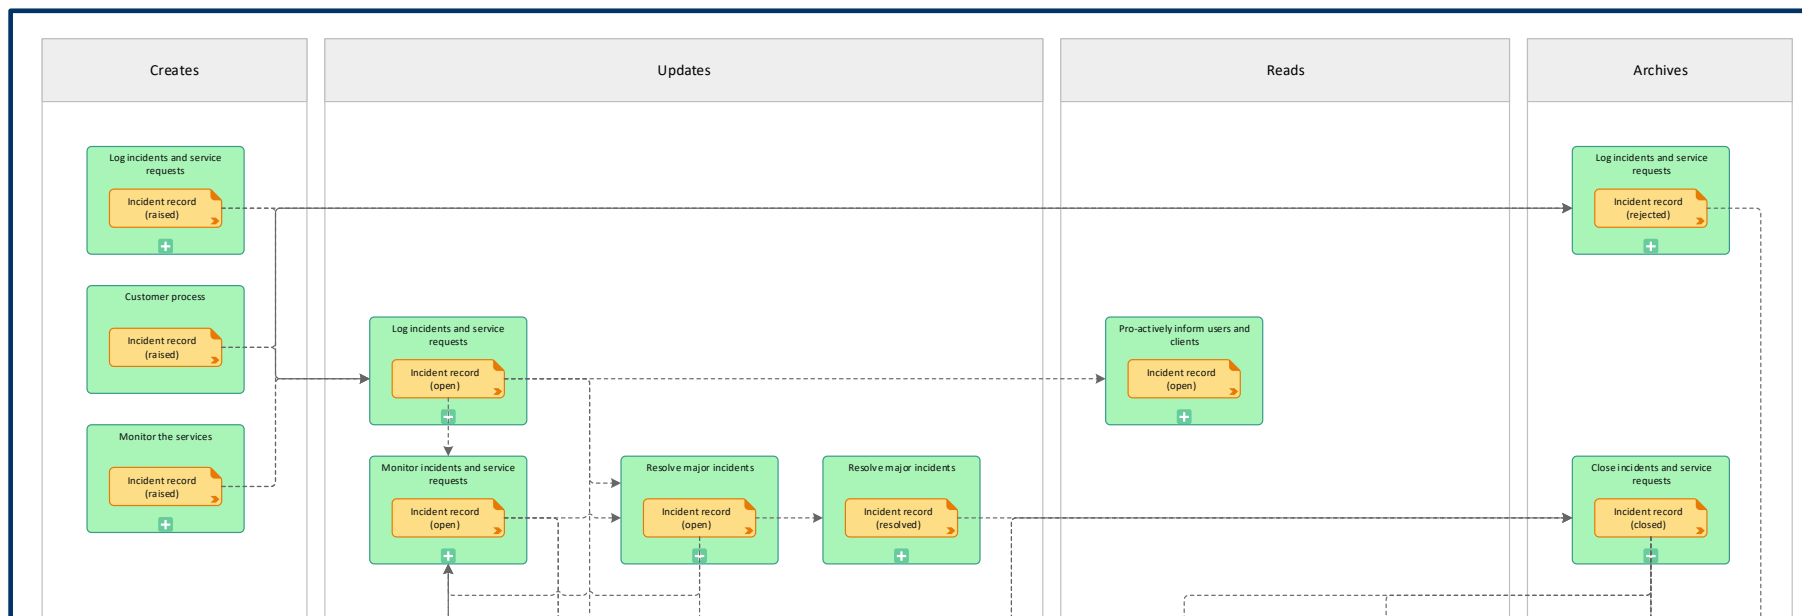 Creates
Updates
Reads
Archives
Log incidents and service
requests
Incident record
(raised)
Customer process
Incident record
(raised)
Monitor the services
Incident record
(raised)
Log incidents and service
requests
Incident record
(open)
Monitor incidents and service
requests
Incident record
(open)
Resolve major incidents
Incident record
(open)
Resolve major incidents
Incident record
(resolved)
Pro-actively inform users and
clients
Incident record
(open)
Log incidents and service
requests
Incident record
(rejected)
Close incidents and service
requests
Incident record
(closed)